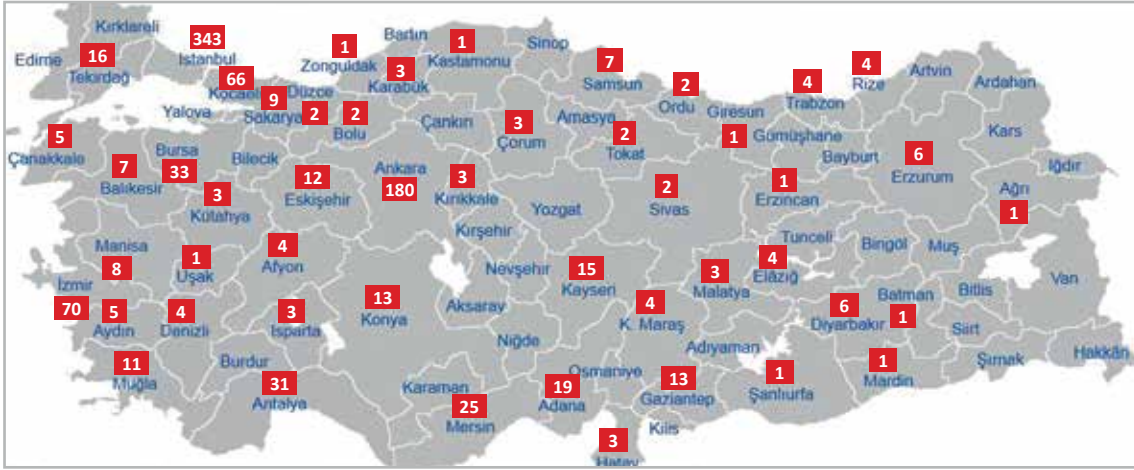 Kırklareli
Edirne
16
Tekirdağ
343
İstanbul
66
Kocaeli
Yalova
9
Sakarya
Düzce
2
1
Zonguldak
Bartın
3
Karabük
1
Kastamonu
Sinop
7
Samsun
2
Ordu
Giresun
1
4
Trabzon
4
Rize
Artvin
Ardahan
Kars
Iğdır
2
Bolu
Çankırı
3
Çorum
Amasya
2
Tokat
Gümüşhane
Bayburt
6
Erzurum
Ağrı
1
5
Çanakkale
7
Balıkesir
Bursa
33
Bilecik
3
Kütahya
12
Eskişehir
Ankara
180
3
Kırıkkale
Kırşehir
Yozgat
2
Sivas
1
Erzincan
Tunceli
Bingöl
Muş
Van
Manisa
8
İzmir
70
1
Uşak
4
Afyon
Nevşehir
15
Kayseri
3
Malatya
4
Elazığ
Batman
1
Bitlis
5
Aydın
4
Denizli
3
Isparta
13
Konya
Aksaray
Niğde
4
K. Maraş
Adıyaman
6
Diyarbakır
Siirt
Şırnak
Hakkâri
11
Muğla
Burdur
31
Antalya
Karaman
25
Mersin
19
Adana
Osmaniye
13
Gaziantep
Kilis
1
Şanlıurfa
1
Mardin
3
Hatay